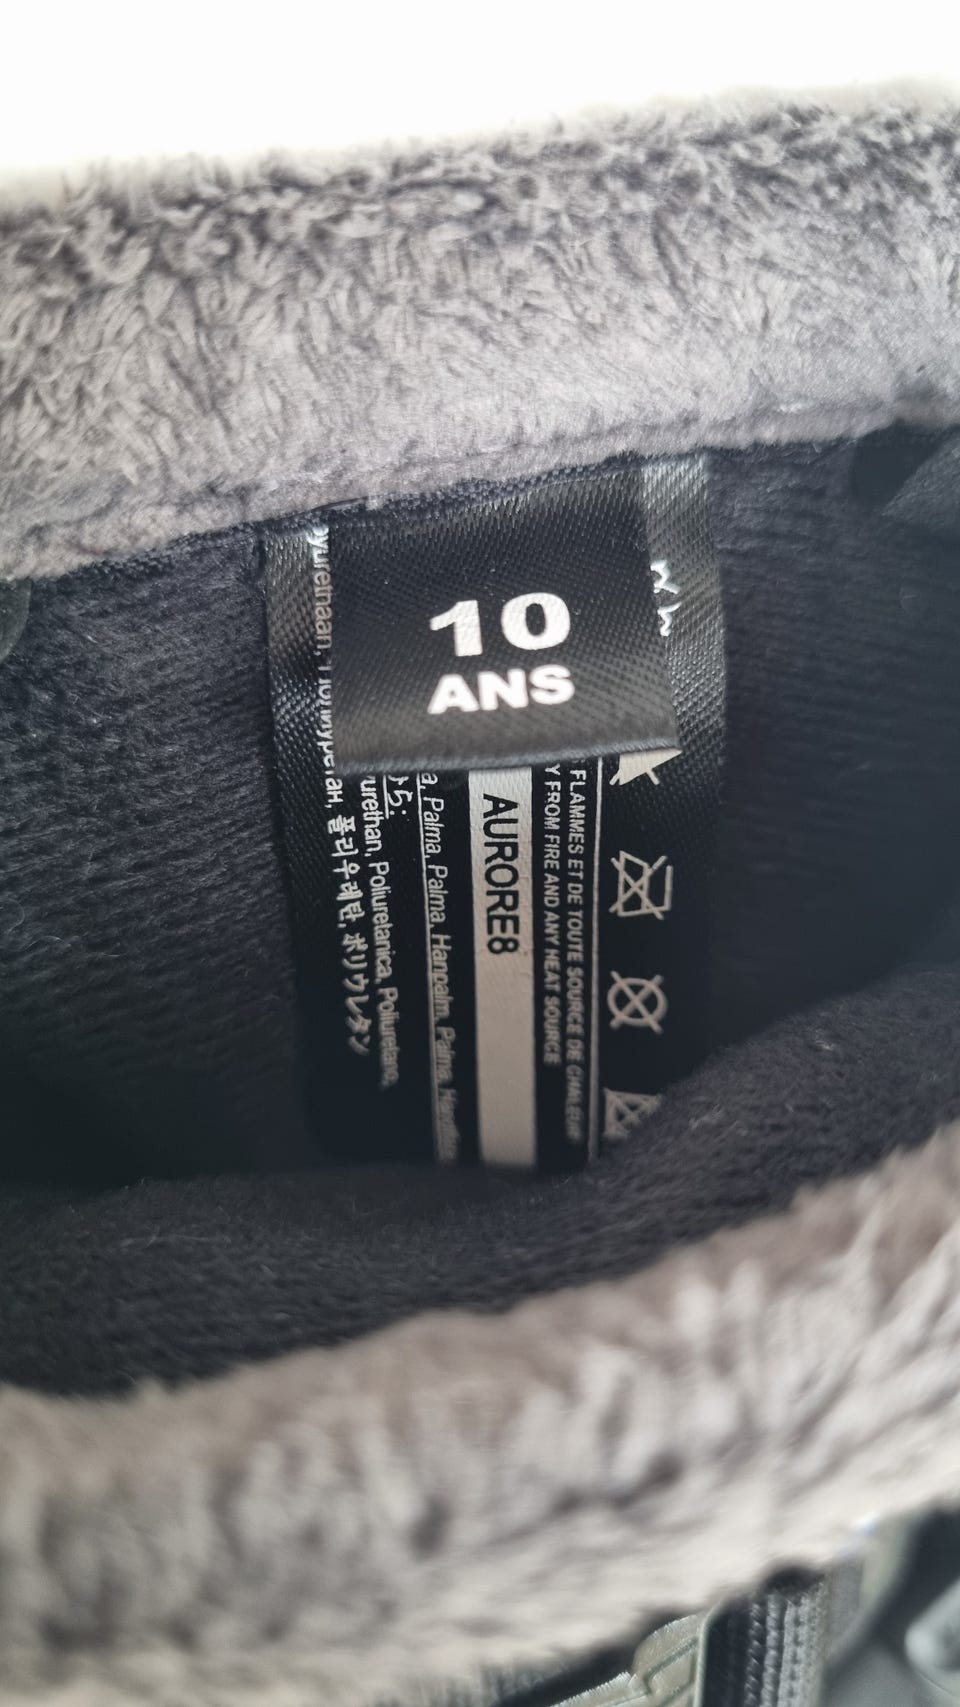 10
ANS
FLAMMES ET DE TOUTE SOURCE DE CHALEUR
FROM FIRE AND ANY HEAT SOURCE
AURORE8
Palma, Palma, Hanpalm, Palma,
urethan, Poliuretanica, Poliuretano,
폴리우레탄, ポリウレタン